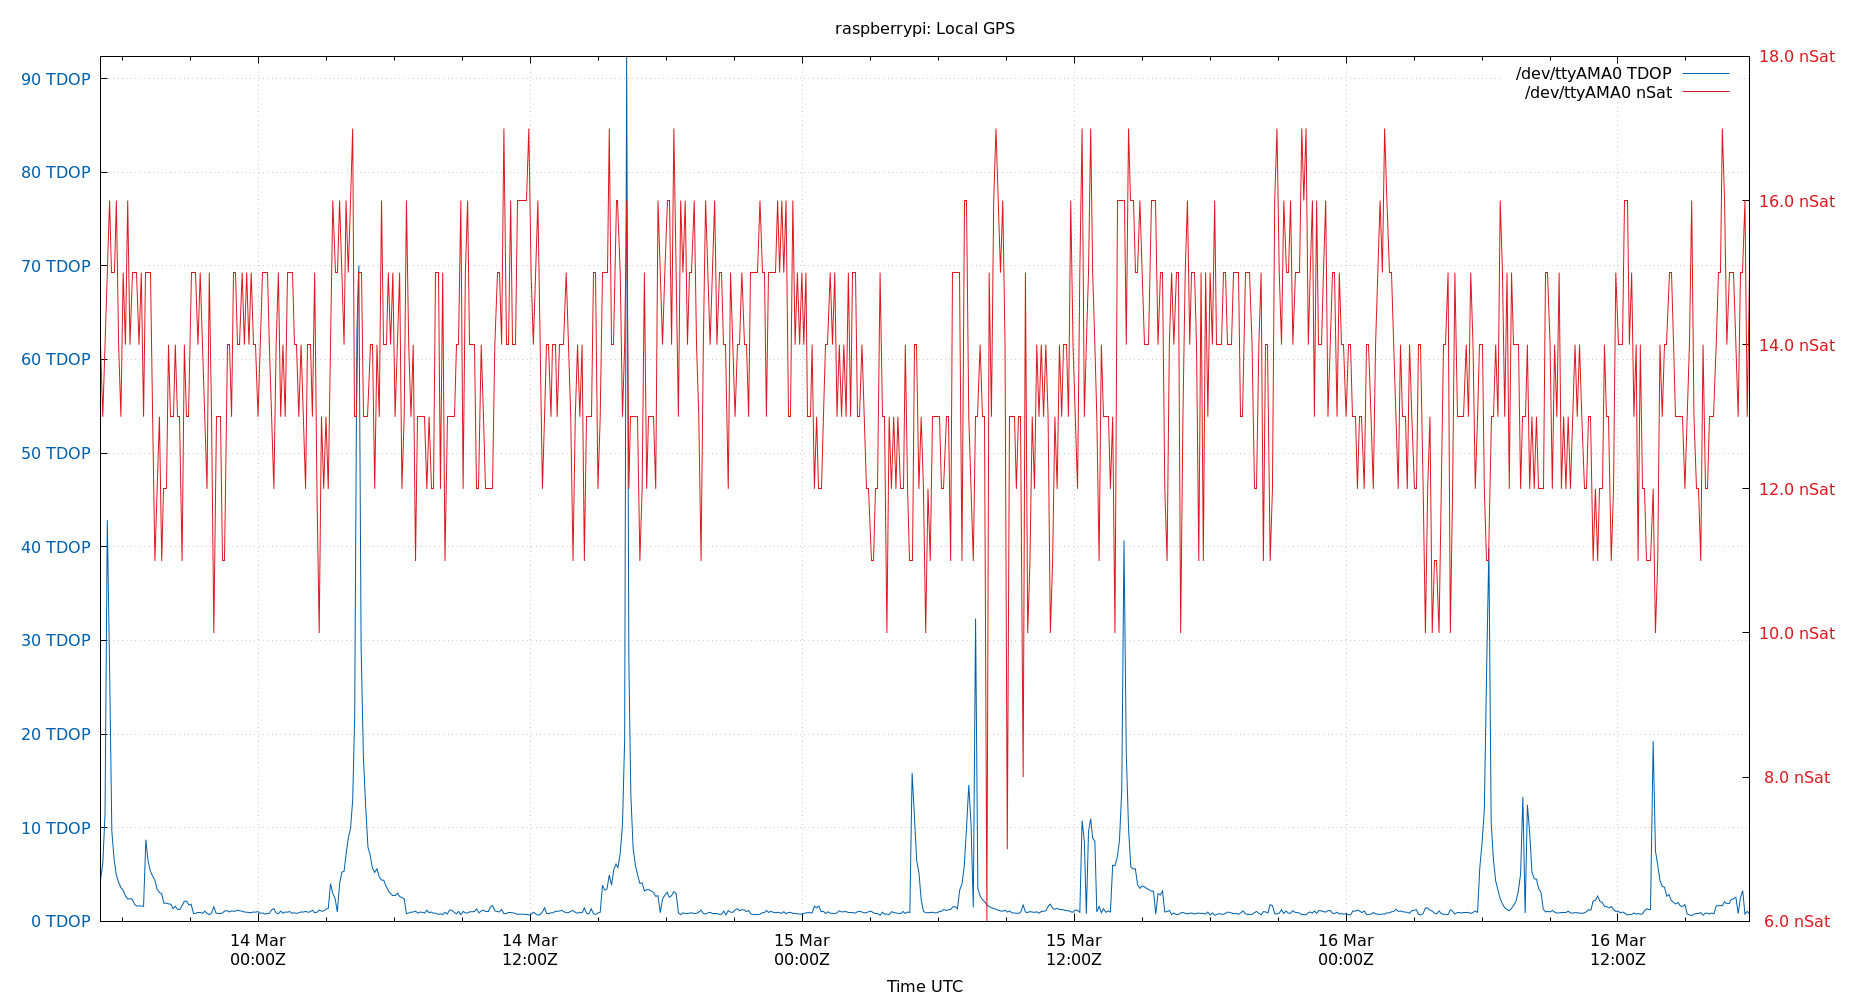 raspberrypi: Local GPS
/dev/ttyAMA0 TDOP
/dev/ttyAMA0 nSat
90 TDOP
80 TDOP
70 TDOP
60 TDOP
50 TDOP
40 TDOP
30 TDOP
20 TDOP
10 TDOP
0 TDOP
18.0 nSat
16.0 nSat
14.0 nSat
12.0 nSat
10.0 nSat
8.0 nSat
6.0 nSat
14 Mar
00:00Z
14 Mar
12:00Z
15 Mar
00:00Z
15 Mar
12:00Z
16 Mar
00:00Z
16 Mar
12:00Z
Time UTC